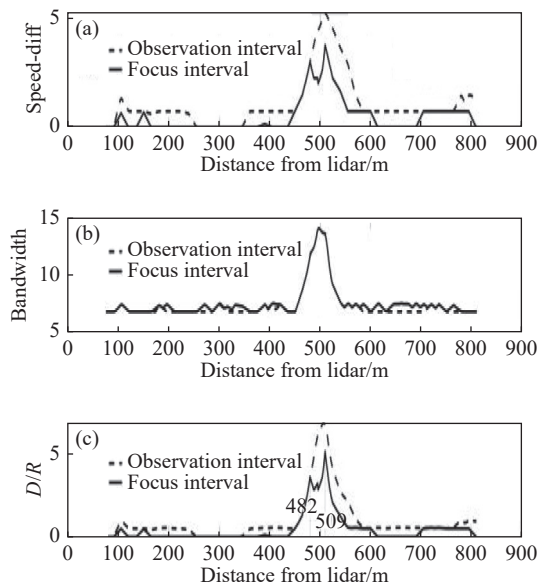 (a)
5
0
Speed-diff
Observation interval
Focus interval
0 100 200 300 400 500 600 700 800 900
Distance from lidar/m
(b)
15
10
5
Bandwidth
Observation interval
Focus interval
0 100 200 300 400 500 600 700 800 900
Distance from lidar/m
(c)
5
0
D/R
Observation interval
Focus interval
482
509
0 100 200 300 400 500 600 700 800 900
Distance from lidar/m